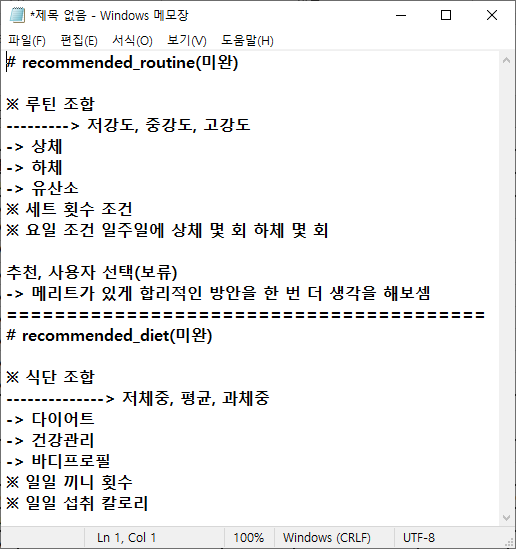 *제목 없음 - Windows 메모장
파일(F) 편집(E) 서식(O) 보기(V) 도움말(H)
# recommended_routine(미완)
※ 루틴 조합
---------> 저강도, 중강도, 고강도
-> 상체
-> 하체
-> 유산소
※ 세트 횟수 조건
※ 요일 조건 일주일에 상체 몇 회 하체 몇 회
추천, 사용자 선택(보류)
-> 메리트가 있게 합리적인 방안을 한 번 더 생각을 해보셈
=========================================
# recommended_diet(미완)
※ 식단 조합
--------------> 저체중, 평균, 과체중
-> 다이어트
-> 건강관리
-> 바디프로필
※ 일일 끼니 횟수
※ 일일 섭취 칼로리
Ln 1, Col 1 100% Windows (CRLF) UTF-8